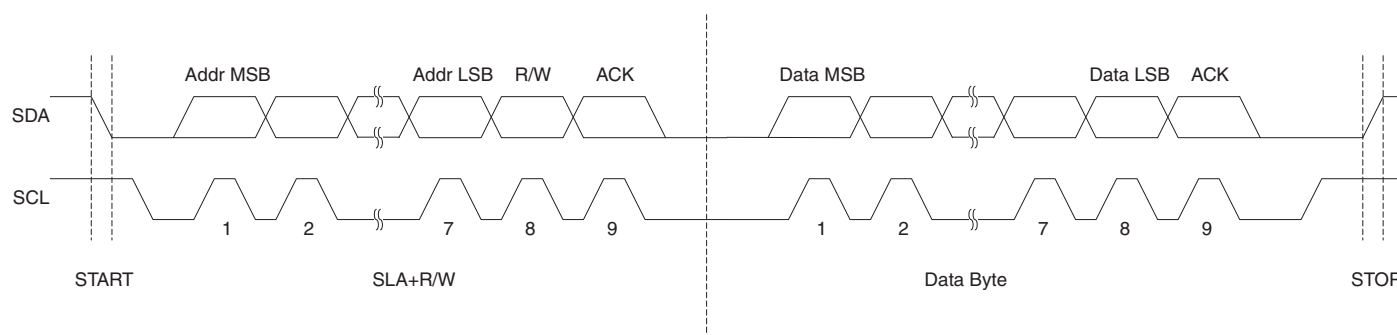 Addr MSB Addr LSB R/W ACK Data MSB Data LSB ACK
SDA
SCL
1 2 7 8 9 1 2 7 8 9
START SLA+R/W Data Byte STOP